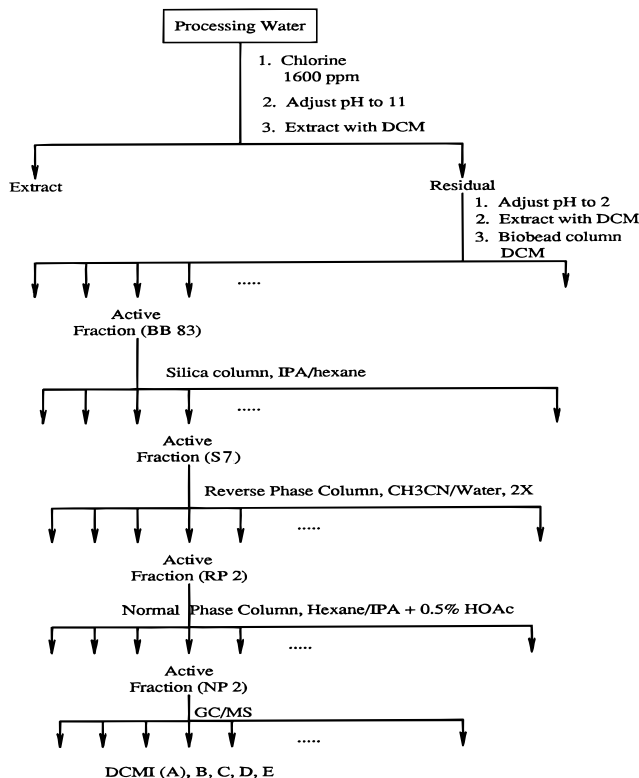 Processing Water
1. Chlorine
1600 ppm
2. Adjust pH to 11
3. Extract with DCM
Extract
Residual
1. Adjust pH to 2
2. Extract with DCM
3. Biobead column
DCM
.....
Active
Fraction (BB 83)
Silica column, IPA/hexane
.....
Active
Fraction (S7)
Reverse Phase Column, CH3CN/Water, 2X
.....
Active
Fraction (RP 2)
Normal Phase Column, Hexane/IPA + 0.5% HOAc
.....
Active
Fraction (NP 2)
GC/MS
.....
DCMI (A), B, C, D, E